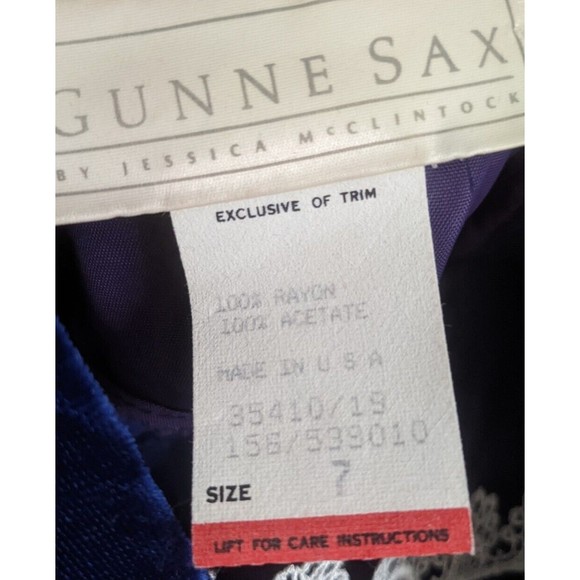 GUNNE SAX
BY JESSICA McCLINTOCK
EXCLUSIVE OF TRIM
100% RAYON
100% ACETATE
MADE IN U S A
35410/19
156/539010
SIZE 7
LIFT FOR CARE INSTRUCTIONS